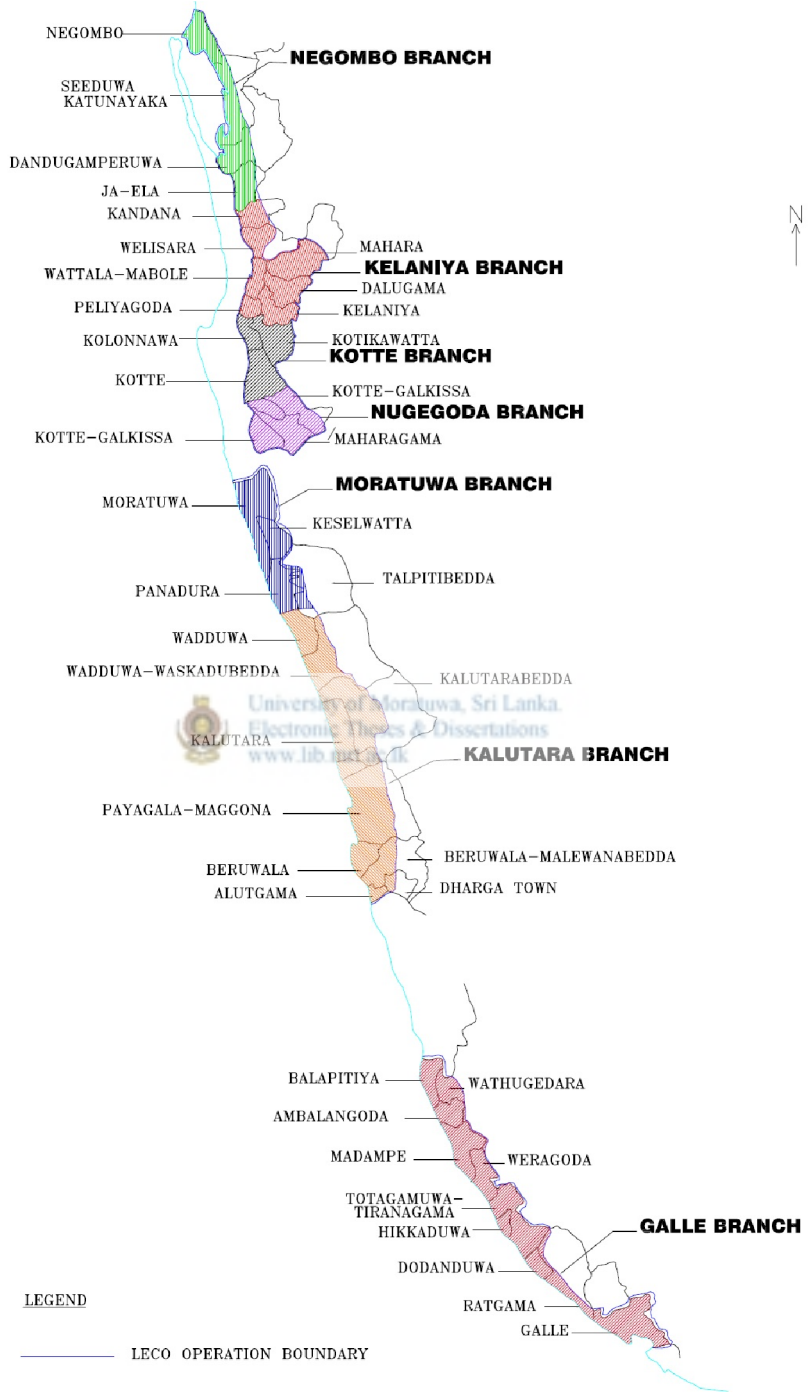 NEGOMBO
NEGOMBO BRANCH
SEEDUWA
KATUNAYAKA
DANDUGAMPERUWA
JA-ELA
KANDANA
N
WELISARA
MAHARA
WATTALA-MABOLE
KELANIYA BRANCH
DALUGAMA
PELIYAGODA
KELANIYA
KOLONNAWA
KOTIKAWATTA
KOTTE BRANCH
KOTTE
KOTTE-GALKISSA
NUGEGODA BRANCH
KOTTE-GALKISSA
MAHARAGAMA
MORATUWA BRANCH
MORATUWA
KESELWATTA
TALPITIBEDDA
PANADURA
WADDUWA
WADDUWA-WASKADUBEDDA
KALUTARABEDDA
University of Moratuwa, Sri Lanka.
Electronic Theses & Dissertations
www.lib.mrt.ac.lk
KALUTARA
KALUTARA BRANCH
PAYAGALA-MAGGONA
BERUWALA-MALEWANABEDDA
BERUWALA
DHARGA TOWN
ALUTGAMA
BALAPITIYA
WATHUGEDARA
AMBALANGODA
MADAMPE
WERAGODA
TOTAGAMUWA-
TIRANAGAMA
HIKKADUWA
GALLE BRANCH
DODANDUWA
RATGAMA
GALLE
LEGEND
LECO OPERATION BOUNDARY